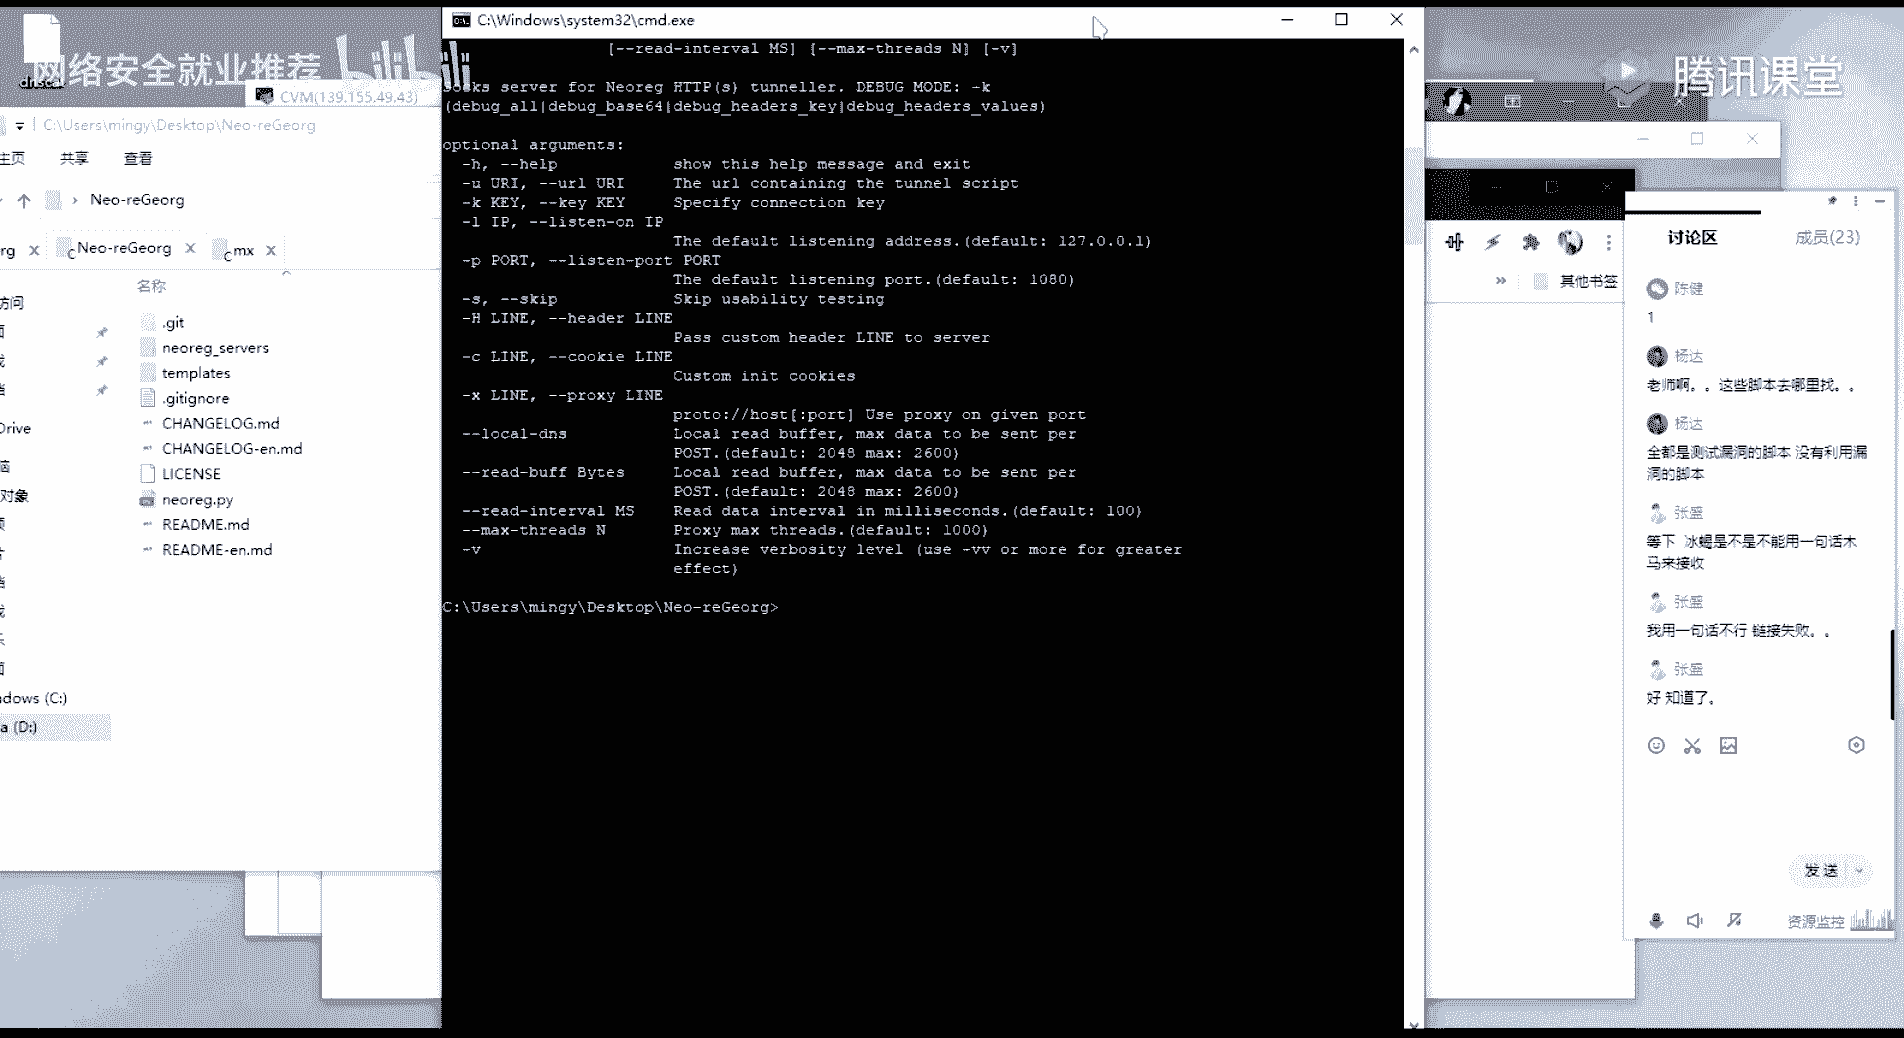 网络安全就业推荐
bilibili
CVM(139.155.49.43)
C:\Users\mingy\Desktop\Neo-reGeorg
主页 共享 查看
Neo-reGeorg
rg Neo-reGeorg mx
名称
访问
.git
neoreg_servers
templates
.gitignore
CHANGELOG.md
Drive
CHANGELOG-en.md
脑
LICENSE
对象
neoreg.py
README.md
README-en.md
ndows (C:)
a (D:)
C:\Windows\system32\cmd.exe
[--read-interval MS] [--max-threads N] [-v]
ocks server for Neoreg HTTP(s) tunneller. DEBUG MODE: -k
(debug_all|debug_base64|debug_headers_key|debug_headers_values)
optional arguments:
-h, --help show this help message and exit
-u URI, --url URI The url containing the tunnel script
-k KEY, --key KEY Specify connection key
-l IP, --listen-on IP
The default listening address.(default: 127.0.0.1)
-p PORT, --listen-port PORT
The default listening port.(default: 1080)
-s, --skip Skip usability testing
-H LINE, --header LINE
Pass custom header LINE to server
-c LINE, --cookie LINE
Custom init cookies
-x LINE, --proxy LINE
proto://host[:port] Use proxy on given port
--local-dns Local read buffer, max data to be sent per
POST.(default: 2048 max: 2600)
--read-buff Bytes Local read buffer, max data to be sent per
POST.(default: 2048 max: 2600)
--read-interval MS Read data interval in milliseconds.(default: 100)
--max-threads N Proxy max threads.(default: 1000)
-v Increase verbosity level (use -vv or more for greater
effect)
C:\Users\mingy\Desktop\Neo-reGeorg>
腾讯课堂
其他书签
讨论区 成员(23)
陈健
1
杨达
老师啊。。这些脚本去哪里找。。
杨达
全都是测试漏洞的脚本 没有利用漏
洞的脚本
张盛
等下 冰蝎是不是不能用一句话木
马来接收
张盛
我用一句话不行 链接失败。。
张盛
好 知道了。
发送
资源监控